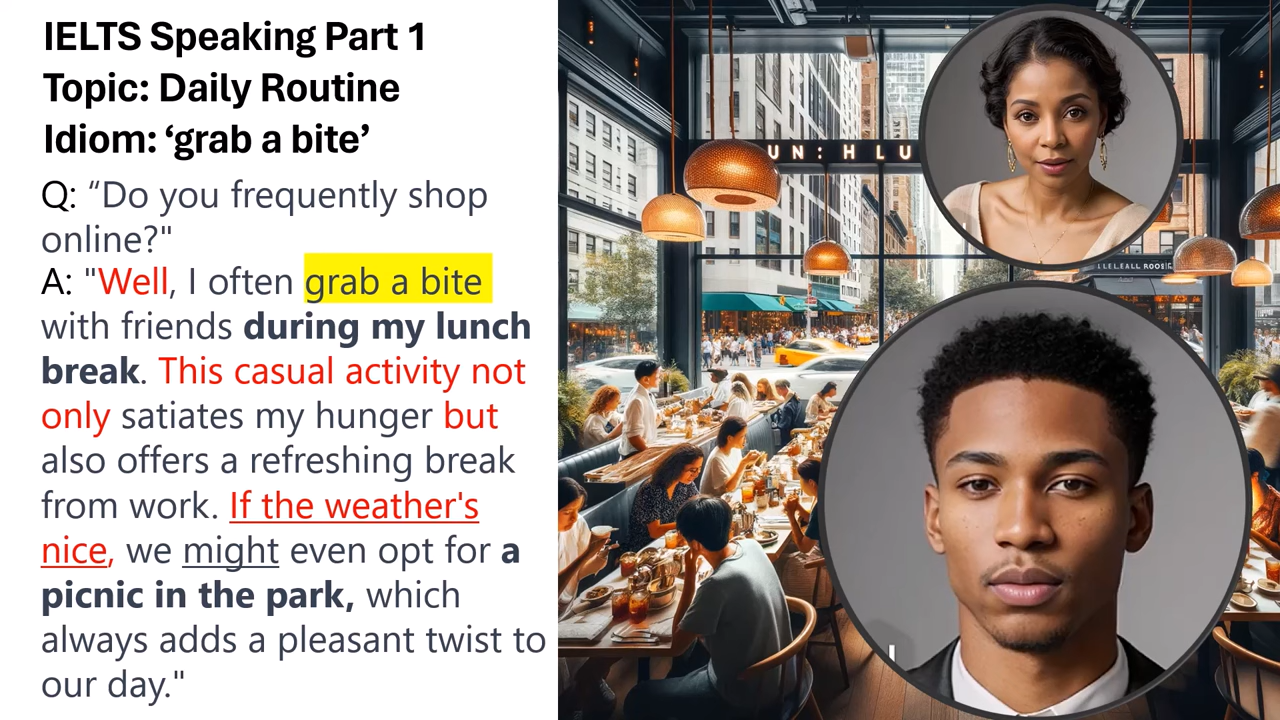 IELTS Speaking Part 1
Topic: Daily Routine
Idiom: ‘grab a bite’
Q: “Do you frequently shop
online?"
A: "Well, I often grab a bite
with friends during my lunch
break. This casual activity not
only satiates my hunger but
also offers a refreshing break
from work. If the weather's
nice, we might even opt for a
picnic in the park, which
always adds a pleasant twist to
our day."
UN:HLU